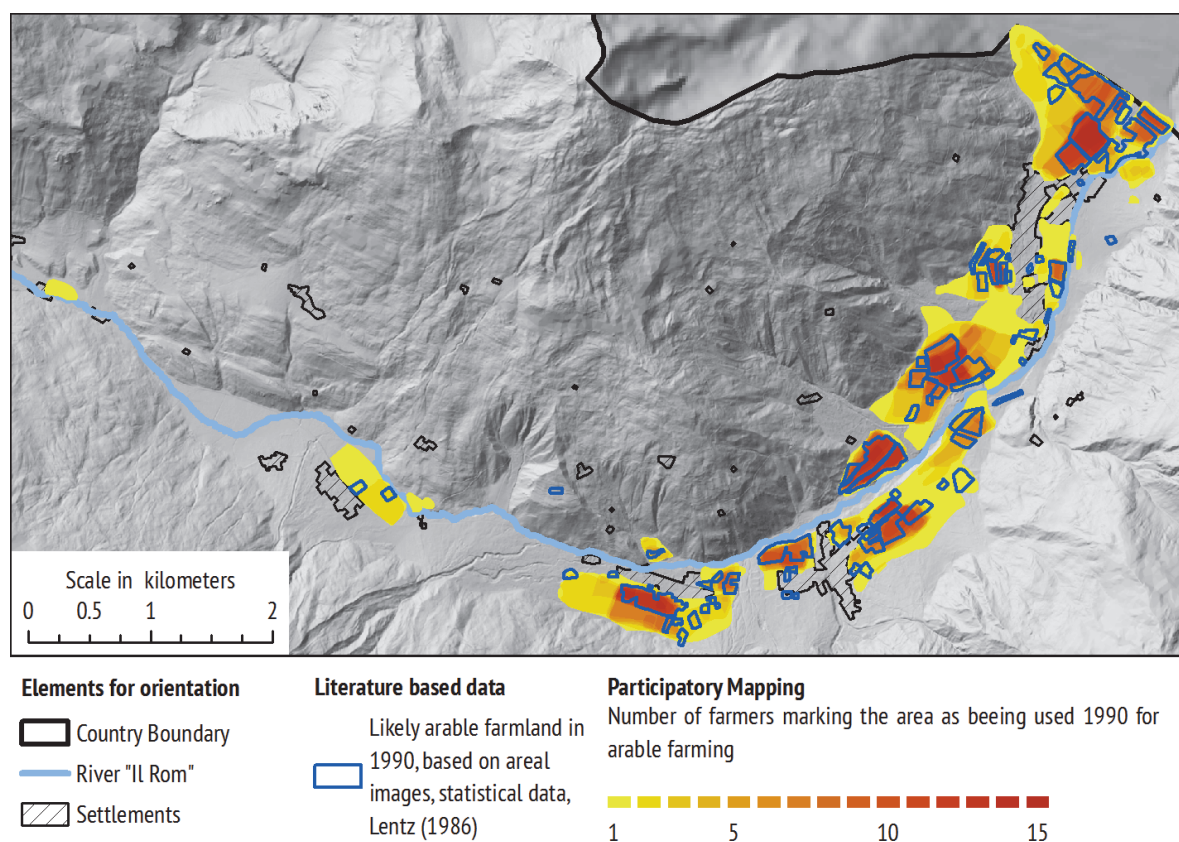 Scale in kilometers
0 0.5 1 2
Elements for orientation
Country Boundary
River "Il Rom"
Settlements
Literature based data
Likely arable farmland in
1990, based on areal
images, statistical data,
Lentz (1986)
Participatory Mapping
Number of farmers marking the area as beeing used 1990 for
arable farming
1 5 10 15